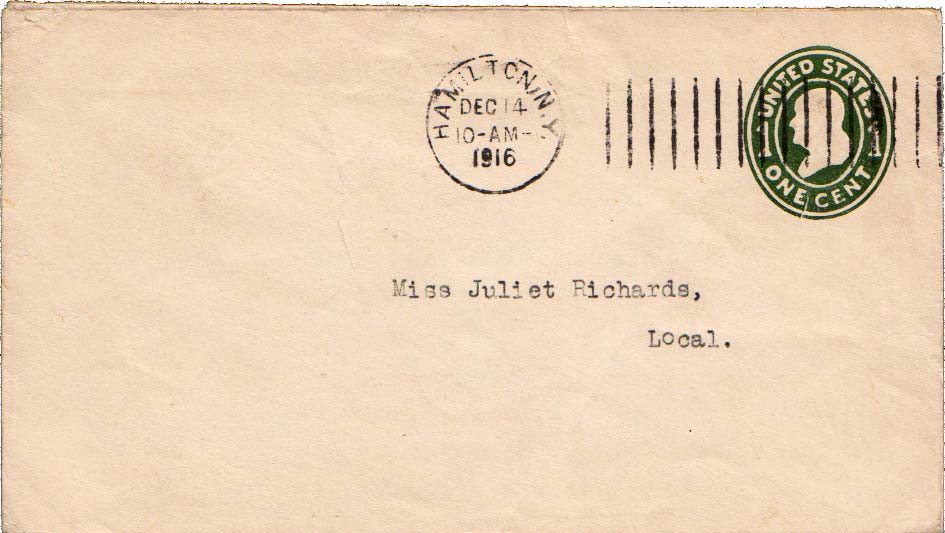 HAMILTON, N.Y.
DEC 14
10-AM
1916
UNITED STATES
ONE CENT
Miss Juliet Richards,
Local.